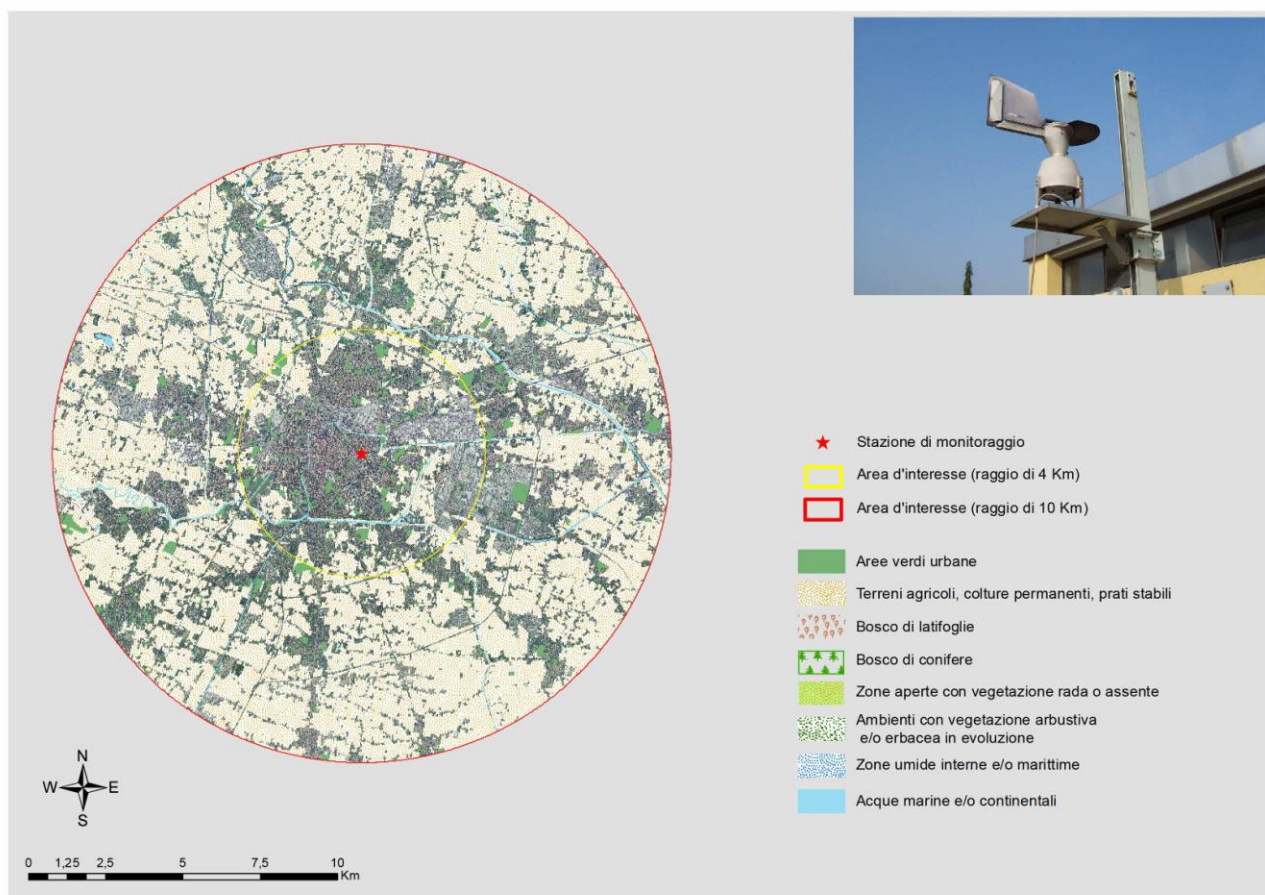 Stazione di monitoraggio
Area d'interesse (raggio di 4 Km)
Area d'interesse (raggio di 10 Km)
Aree verdi urbane
Terreni agricoli, colture permanenti, prati stabili
Bosco di latifoglie
Bosco di conifere
Zone aperte con vegetazione rada o assente
Ambienti con vegetazione arbustiva
e/o erbacea in evoluzione
Zone umide interne e/o marittime
Acque marine e/o continentali
N
W E
S
0 1,25 2,5 5 7,5 10
Km